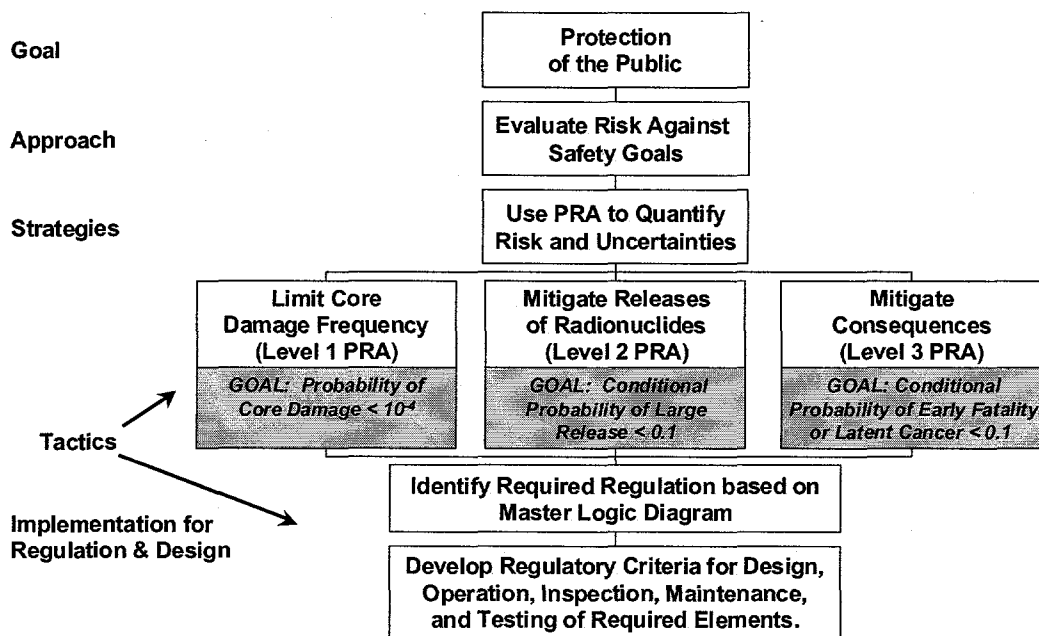 Goal
Protection
of the Public
Approach
Evaluate Risk Against
Safety Goals
Strategies
Use PRA to Quantify
Risk and Uncertainties
Limit Core
Damage Frequency
(Level 1 PRA)
GOAL: Probability of
Core Damage < 10⁻⁴
Mitigate Releases
of Radionuclides
(Level 2 PRA)
GOAL: Conditional
Probability of Large
Release < 0.1
Mitigate
Consequences
(Level 3 PRA)
GOAL: Conditional
Probability of Early Fatality
or Latent Cancer < 0.1
Tactics
Identify Required Regulation based on
Master Logic Diagram
Implementation for
Regulation & Design
Develop Regulatory Criteria for Design,
Operation, Inspection, Maintenance,
and Testing of Required Elements.